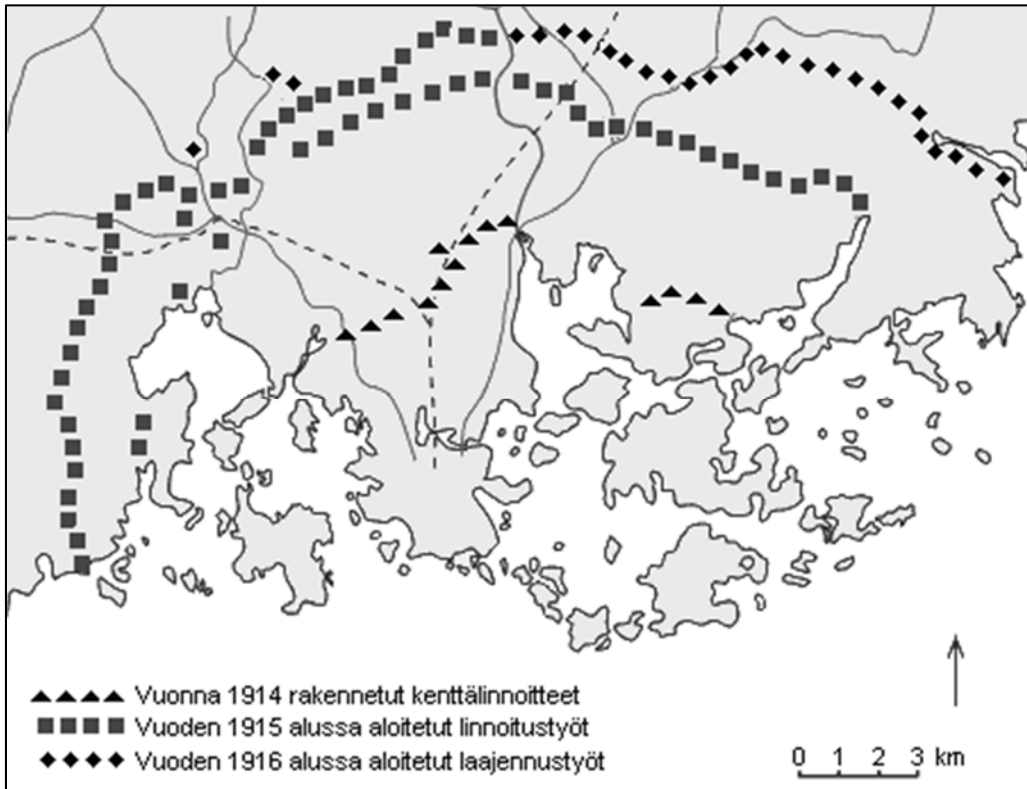 Vuonna 1914 rakennetut kenttälinnoitteet
Vuoden 1915 alussa aloitetut linnoitustyöt
Vuoden 1916 alussa aloitetut laajennustyöt
0 1 2 3 km